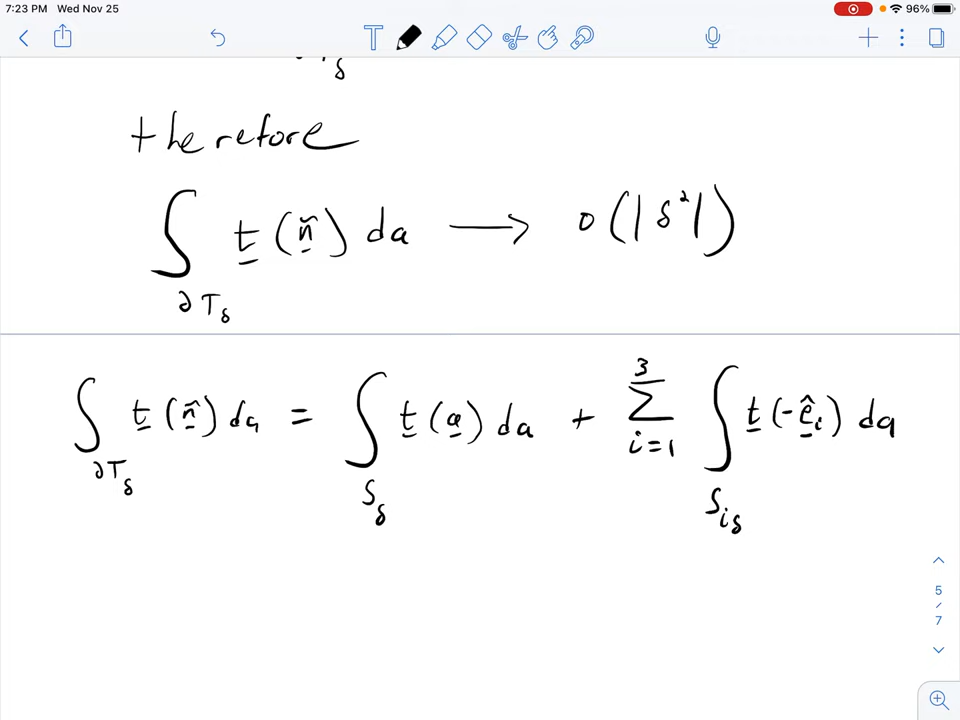 7:23 PM Wed Nov 25
96%
T
T_δ
therefore
∫_{∂T_δ} t(n̂) da → o(|δ²|)
∫_{∂T_δ} t(n̂) da = ∫_{S_δ} t(a) da + ∑_{i=1}^{3} ∫_{S_{iδ}} t(-ê_i) da
5
/
7